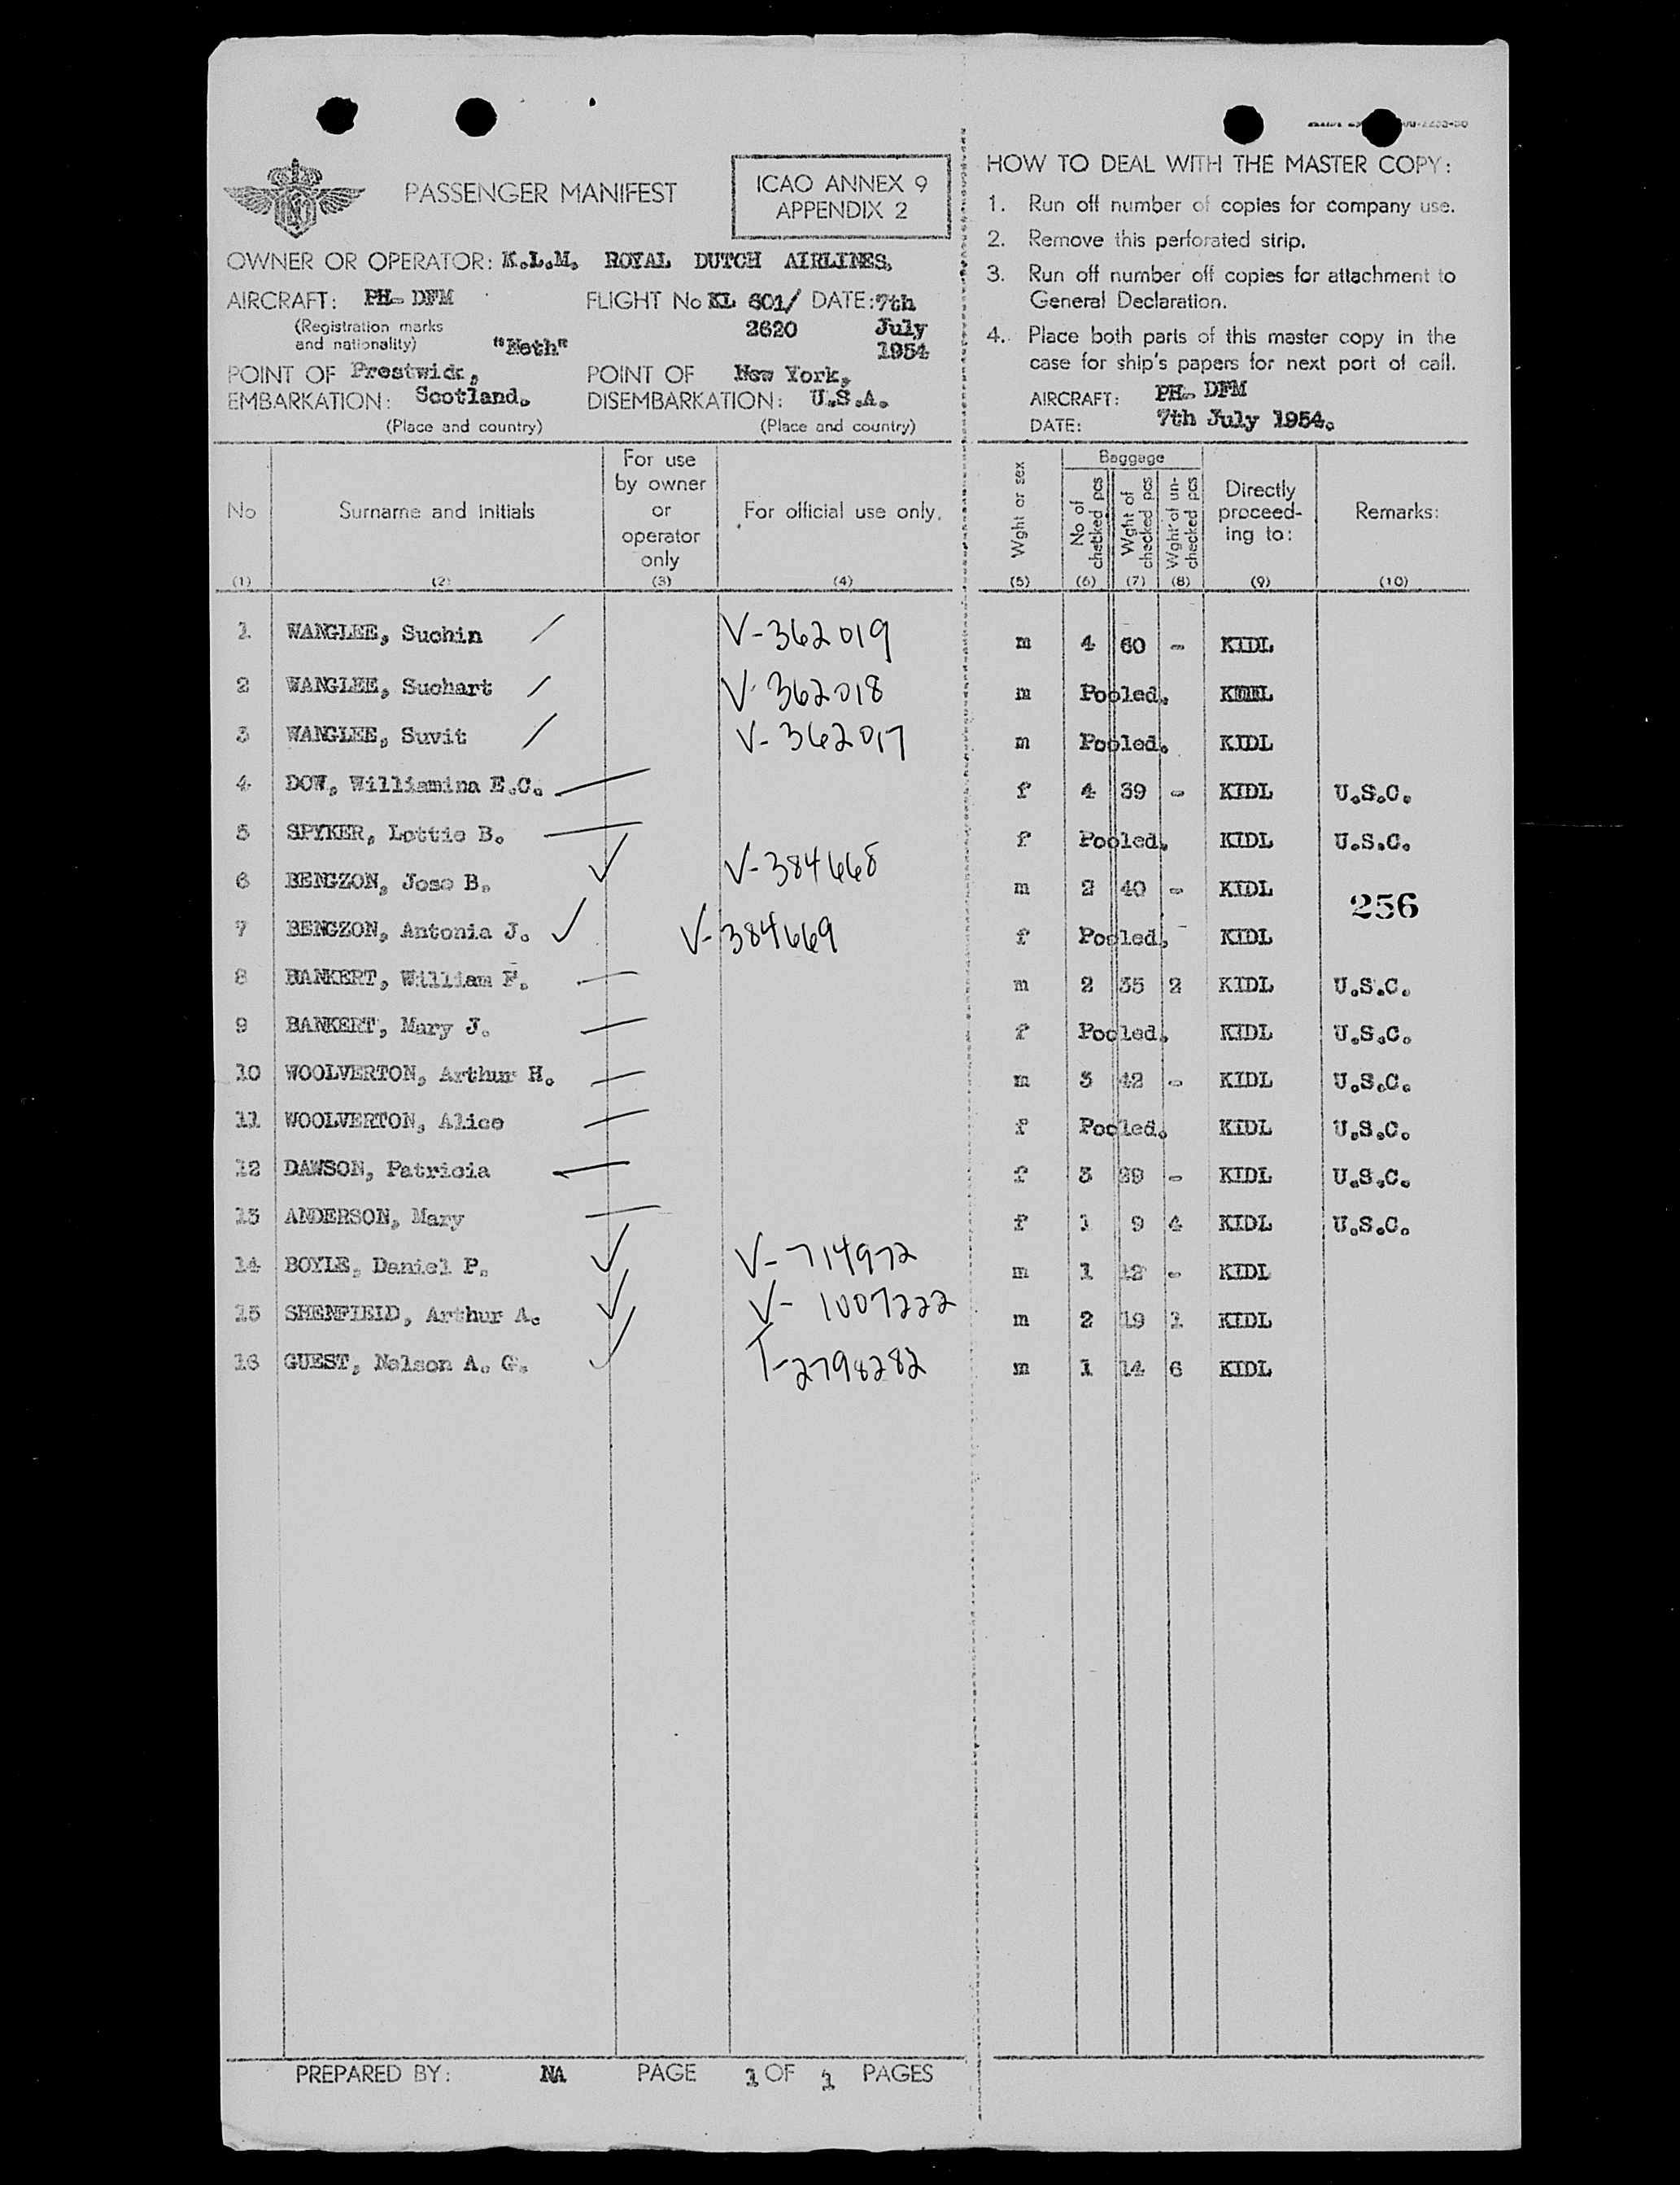 PASSENGER MANIFEST
ICAO ANNEX 9
APPENDIX 2
OWNER OR OPERATOR: K.L.M. ROYAL DUTCH AIRLINES.
AIRCRAFT: PH- DFM FLIGHT No KL 601/ DATE: 7th
(Registration marks 2620 July
and nationality) "Neth" 1954
POINT OF Prestwick, POINT OF New York,
EMBARKATION: Scotland. DISEMBARKATION: U.S.A.
(Place and country) (Place and country)
HOW TO DEAL WITH THE MASTER COPY:
1. Run off number of copies for company use.
2. Remove this perforated strip.
3. Run off number off copies for attachment to
General Declaration.
4. Place both parts of this master copy in the
case for ship's papers for next port of call.
AIRCRAFT: PH- DFM
DATE: 7th July 1954.
No
Surname and initials
For use
by owner
or
operator
only
For official use only.
Wght or sex
Baggage
No of
checked pcs
Wght of
checked pcs
Wght of un-
checked pcs
Directly
proceed-
ing to:
Remarks:
(1) (2) (3) (4) (5) (6) (7) (8) (9) (10)
1 WANGLEE, Suchin V-362019 m 4 60 - KIDL
2 WANGLEE, Suchart V-362018 m Pooled. KIDL
3 WANGLEE, Suvit V-362017 m Pooled. KIDL
4 DOW, Williamina E.C. f 4 39 - KIDL U.S.C.
5 SPYKER, Lottie B. f Pooled. KIDL U.S.C.
6 BENGZON, Jose B. V-384668 m 2 40 - KIDL
256
7 BENGZON, Antonia J. V-384669 f Pooled. KIDL
8 BANKERT, William F. m 2 35 2 KIDL U.S.C.
9 BANKERT, Mary J. f Pooled. KIDL U.S.C.
10 WOOLVERTON, Arthur H. m 3 42 - KIDL U.S.C.
11 WOOLVERTON, Alice f Pooled. KIDL U.S.C.
12 DAWSON, Patricia f 3 29 - KIDL U.S.C.
13 ANDERSON, Mary f 1 9 4 KIDL U.S.C.
14 BOYLE, Daniel P. V-714972 m 1 12 - KIDL
15 SHENFIELD, Arthur A. V-1007222 m 2 19 1 KIDL
16 GUEST, Nelson A. G. T-2798282 m 1 14 6 KIDL
PREPARED BY: NA PAGE 1 OF 1 PAGES